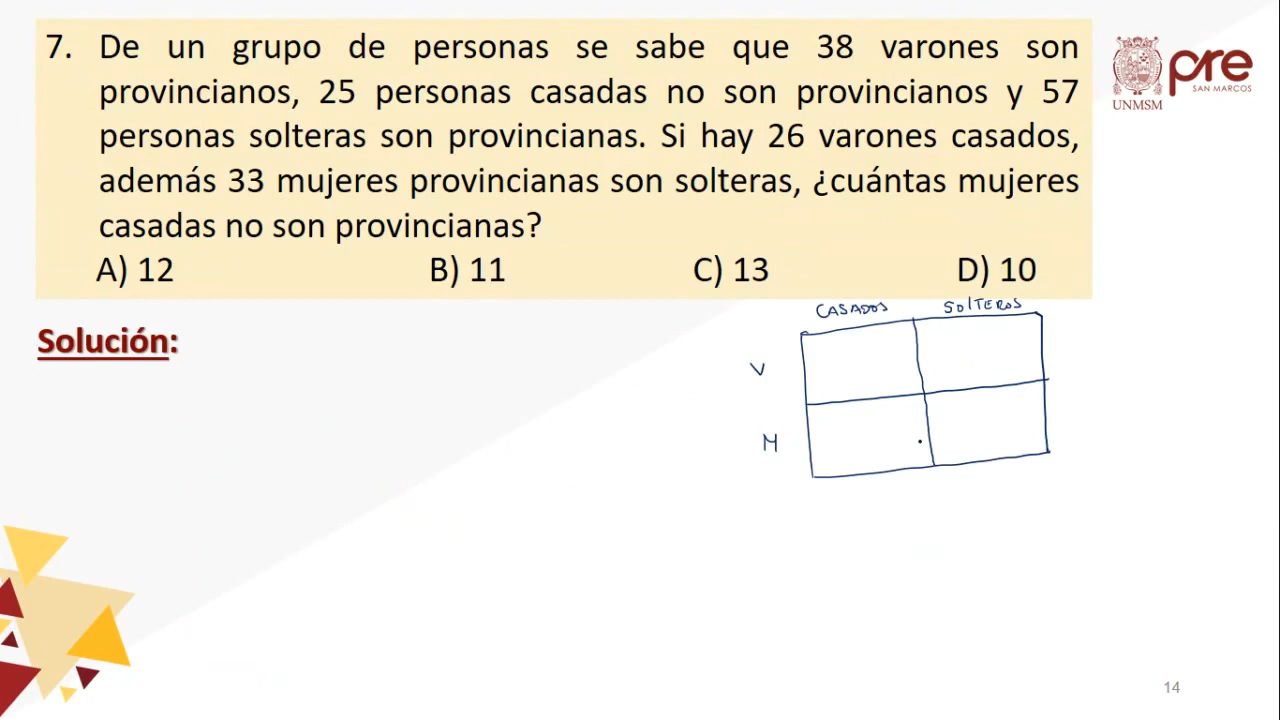 7. De un grupo de personas se sabe que 38 varones son
provincianos, 25 personas casadas no son provincianos y 57
personas solteras son provincianas. Si hay 26 varones casados,
además 33 mujeres provincianas son solteras, ¿cuántas mujeres
casadas no son provincianas?
A) 12 B) 11 C) 13 D) 10
UNMSM
pre
SAN MARCOS
Solución:
CASADOS SOLTEROS
V
M
14